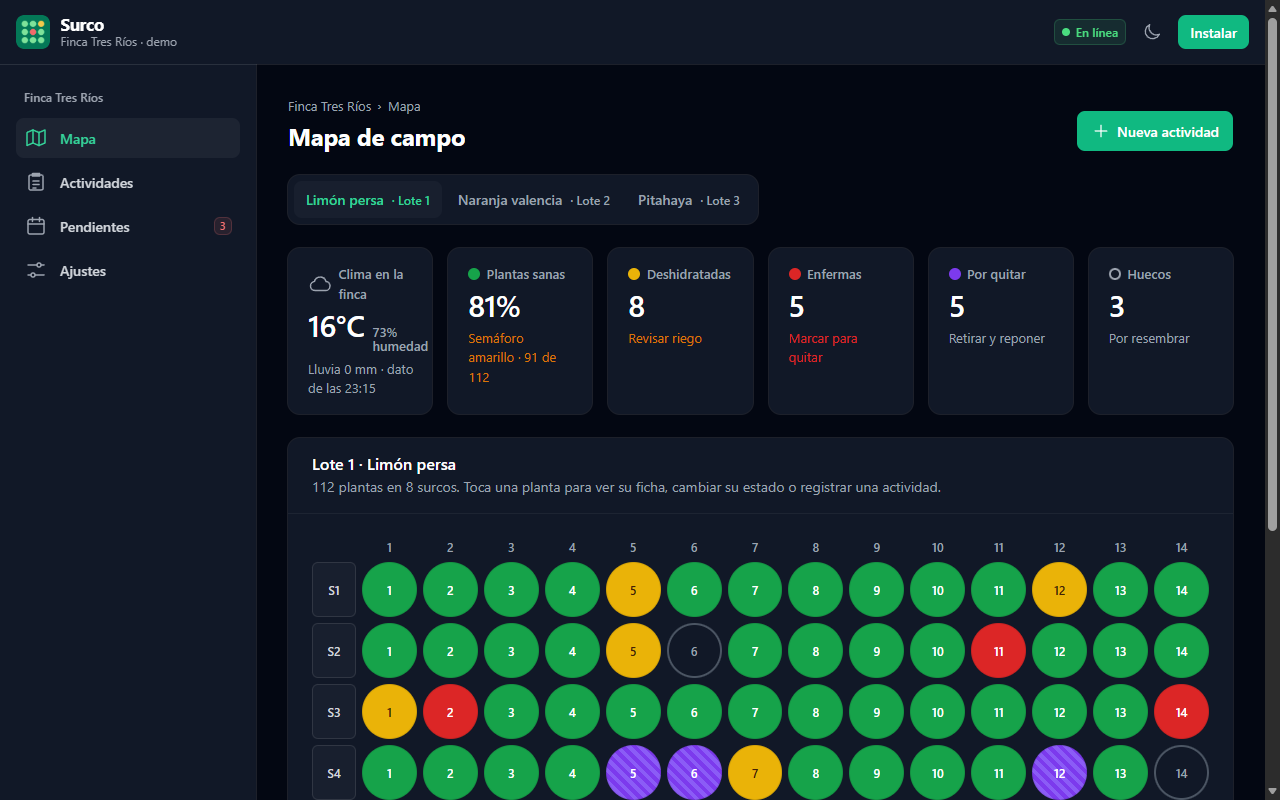 Surco
Finca Tres Ríos · demo
En línea
Instalar
Finca Tres Ríos
Mapa
Actividades
Pendientes 3
Ajustes
Finca Tres Ríos › Mapa
Mapa de campo
Nueva actividad
Limón persa · Lote 1 Naranja valencia · Lote 2 Pitahaya · Lote 3
Clima en la
finca
16°C 73%
humedad
Lluvia 0 mm · dato
de las 23:15
Plantas sanas
81%
Semáforo
amarillo · 91 de
112
Deshidratadas
8
Revisar riego
Enfermas
5
Marcar para
quitar
Por quitar
5
Retirar y reponer
Huecos
3
Por resembrar
Lote 1 · Limón persa
112 plantas en 8 surcos. Toca una planta para ver su ficha, cambiar su estado o registrar una actividad.
1 2 3 4 5 6 7 8 9 10 11 12 13 14
S1 1 2 3 4 5 6 7 8 9 10 11 12 13 14
S2 1 2 3 4 5 6 7 8 9 10 11 12 13 14
S3 1 2 3 4 5 6 7 8 9 10 11 12 13 14
S4 1 2 3 4 5 6 7 8 9 10 11 12 13 14